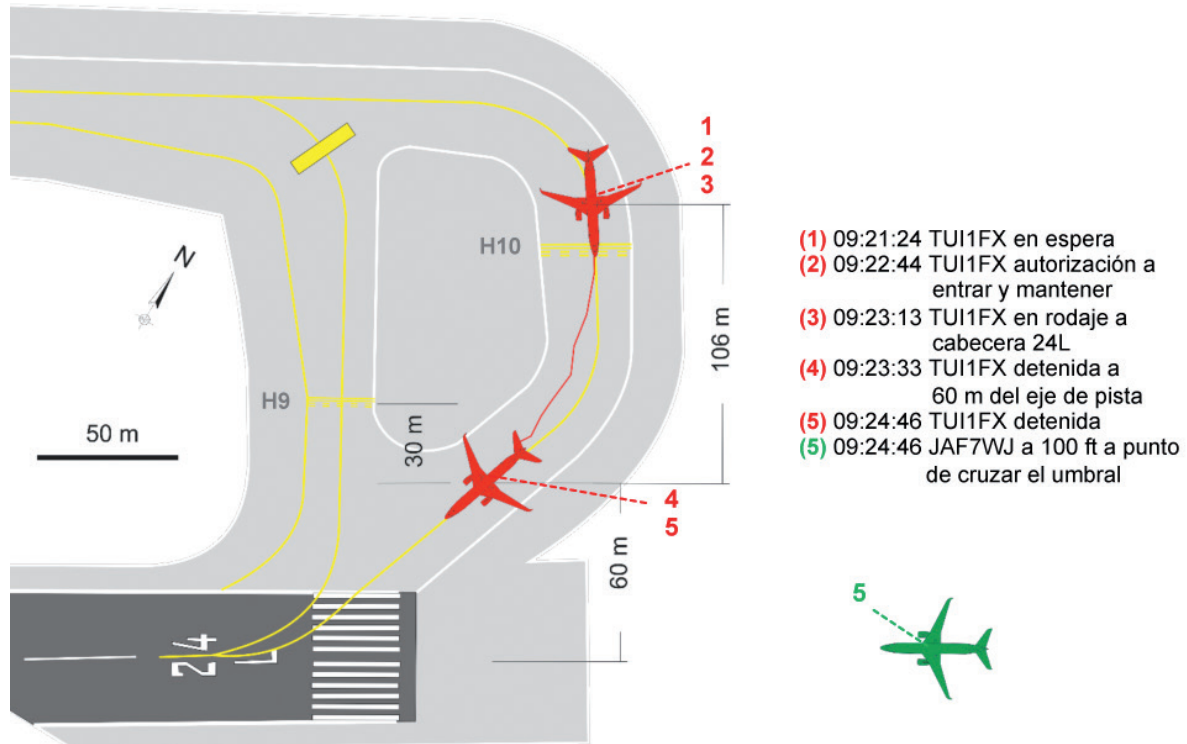 1
2
3
N
H10
H9
50 m
30 m
106 m
60 m
4
5
24
L
(1) 09:21:24 TUI1FX en espera
(2) 09:22:44 TUI1FX autorización a
entrar y mantener
(3) 09:23:13 TUI1FX en rodaje a
cabecera 24L
(4) 09:23:33 TUI1FX detenida a
60 m del eje de pista
(5) 09:24:46 TUI1FX detenida
(5) 09:24:46 JAF7WJ a 100 ft a punto
de cruzar el umbral
5